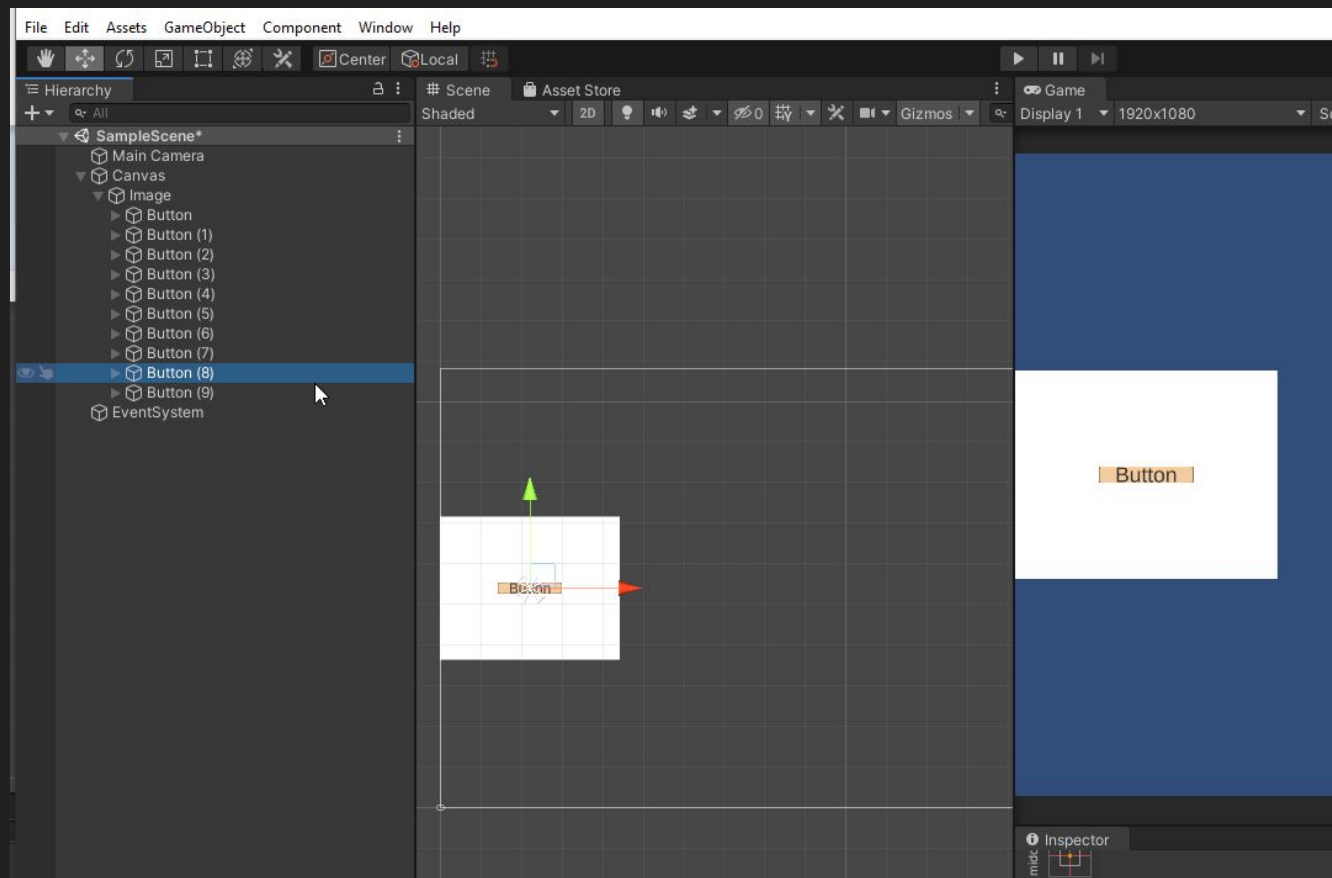 File Edit Assets GameObject Component Window Help
Center Local
Hierarchy
All
SampleScene*
Main Camera
Canvas
Image
Button
Button (1)
Button (2)
Button (3)
Button (4)
Button (5)
Button (6)
Button (7)
Button (8)
Button (9)
EventSystem
Scene Asset Store
Shaded 2D 0 Gizmos
Button
Game
Display 1 1920x1080 Sc
Button
Inspector